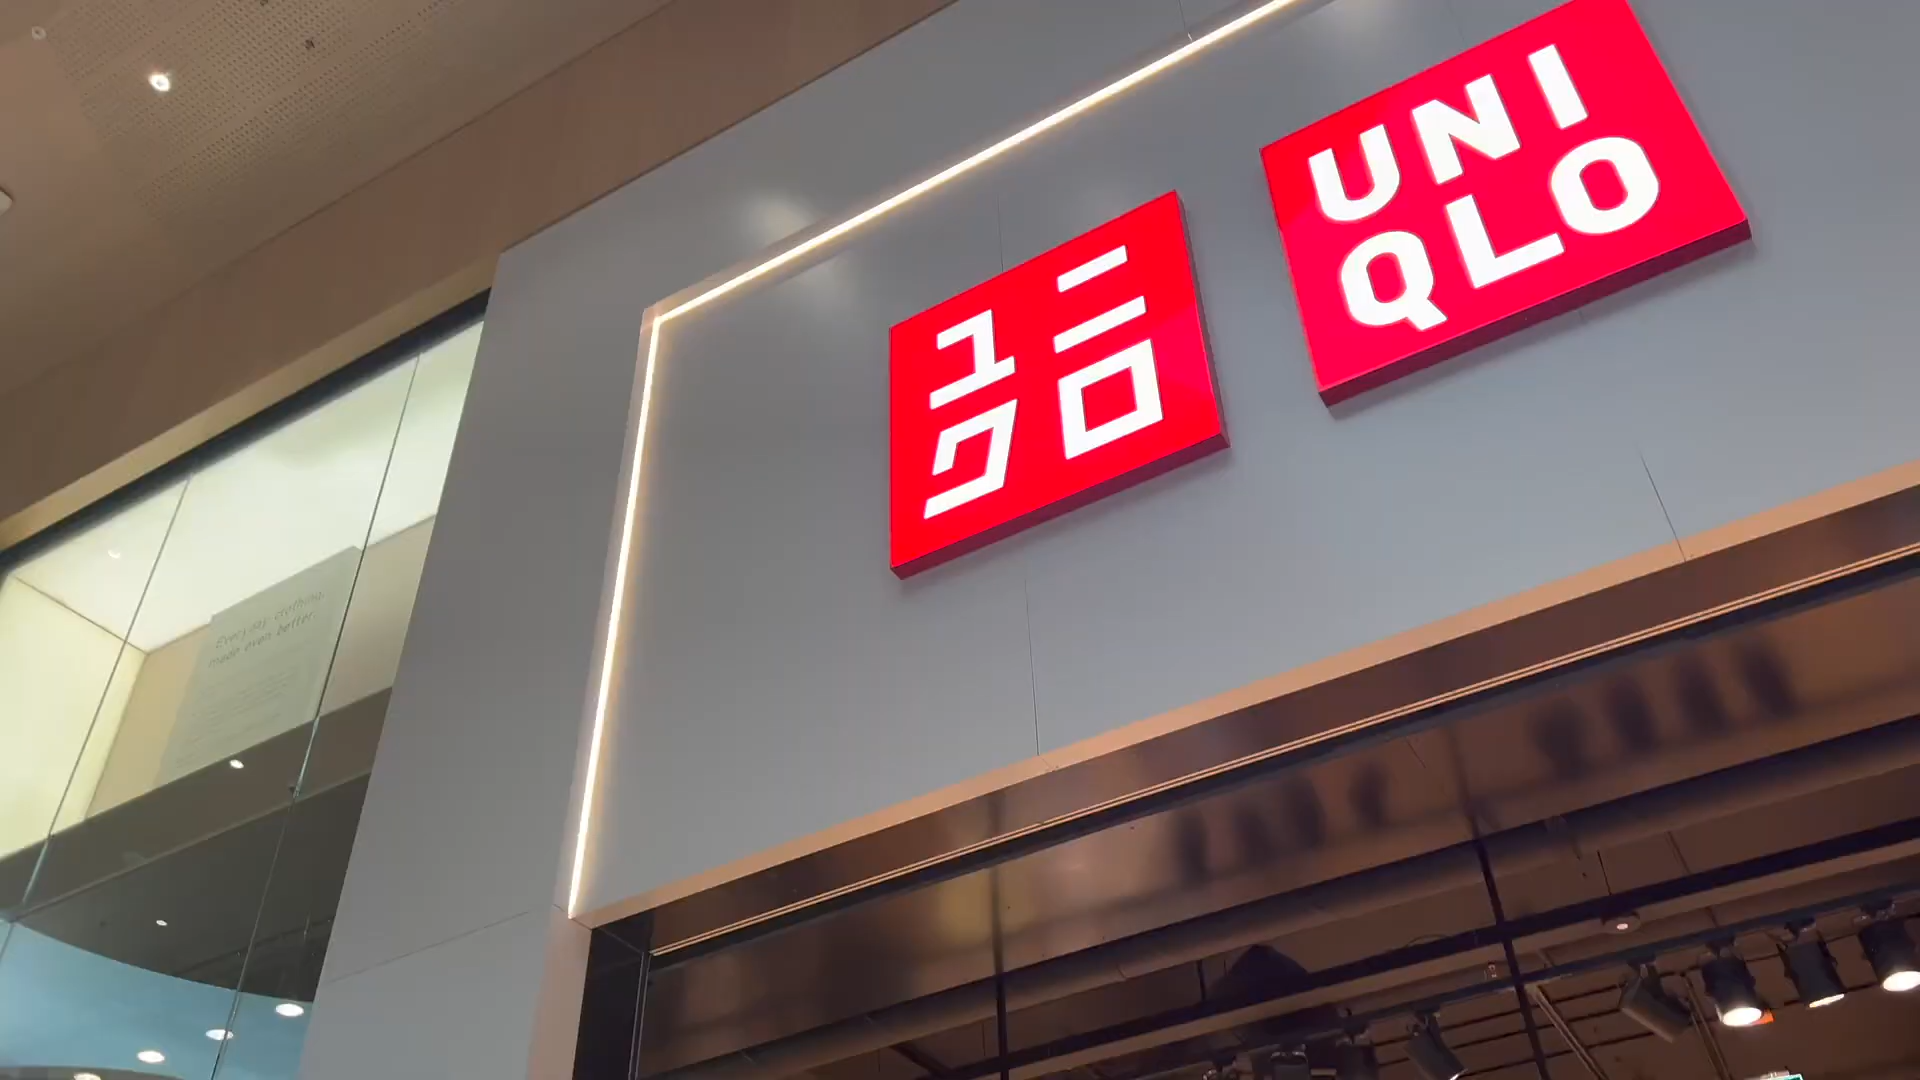 ユニ
クロ
UNI
QLO
Everyday clothing,
made even better.